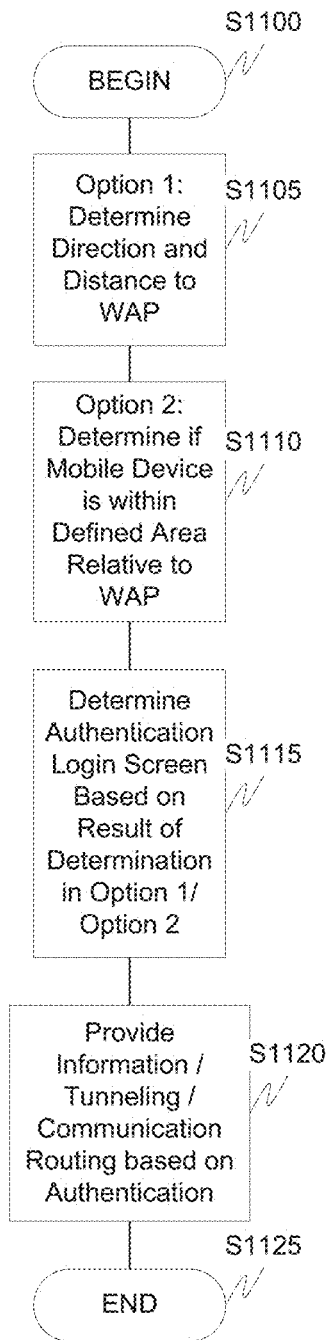 S1100
BEGIN
S1105
Option 1:
Determine
Direction and
Distance to
WAP
S1110
Option 2:
Determine if
Mobile Device
is within
Defined Area
Relative to
WAP
S1115
Determine
Authentication
Login Screen
Based on
Result of
Determination
in Option 1/
Option 2
S1120
Provide
Information /
Tunneling /
Communication
Routing based on
Authentication
S1125
END